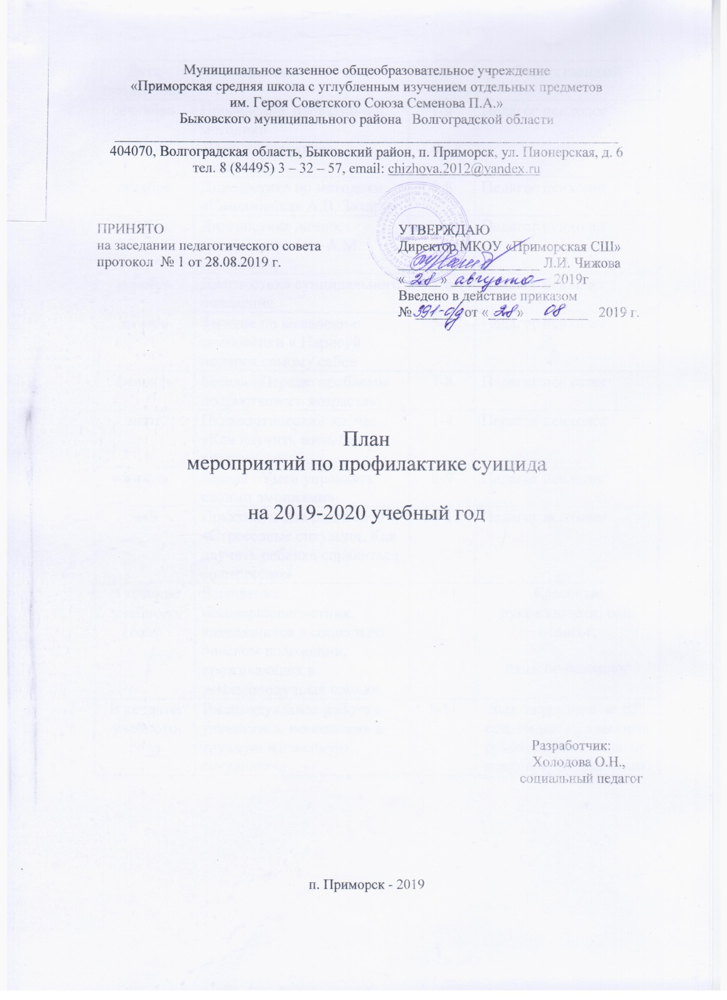 Муниципальное казенное общеобразовательное учреждение
«Приморская средняя школа с углубленным изучением отдельных предметов
им. Героя Советского Союза Семенова П.А.»
Быковского муниципального района Волгоградской области
404070, Волгоградская область, Быковский район, п. Приморск, ул. Пионерская, д. 6
тел. 8 (84495) 3 – 32 – 57, email: chizhova.2012@yandex.ru
ПРИНЯТО
на заседании педагогического совета
протокол № 1 от 28.08.2019 г.
УТВЕРЖДАЮ
Директор МКОУ «Приморская СШ»
Л.И. Чижова
« 28 » августа 2019г
Введено в действие приказом
№ 391-о/д от « 28 » 08 2019 г.
«Приморская СШ»
План
мероприятий по профилактике суицида
на 2019-2020 учебный год
Разработчик:
Холодова О.Н.,
социальный педагог
п. Приморск - 2019